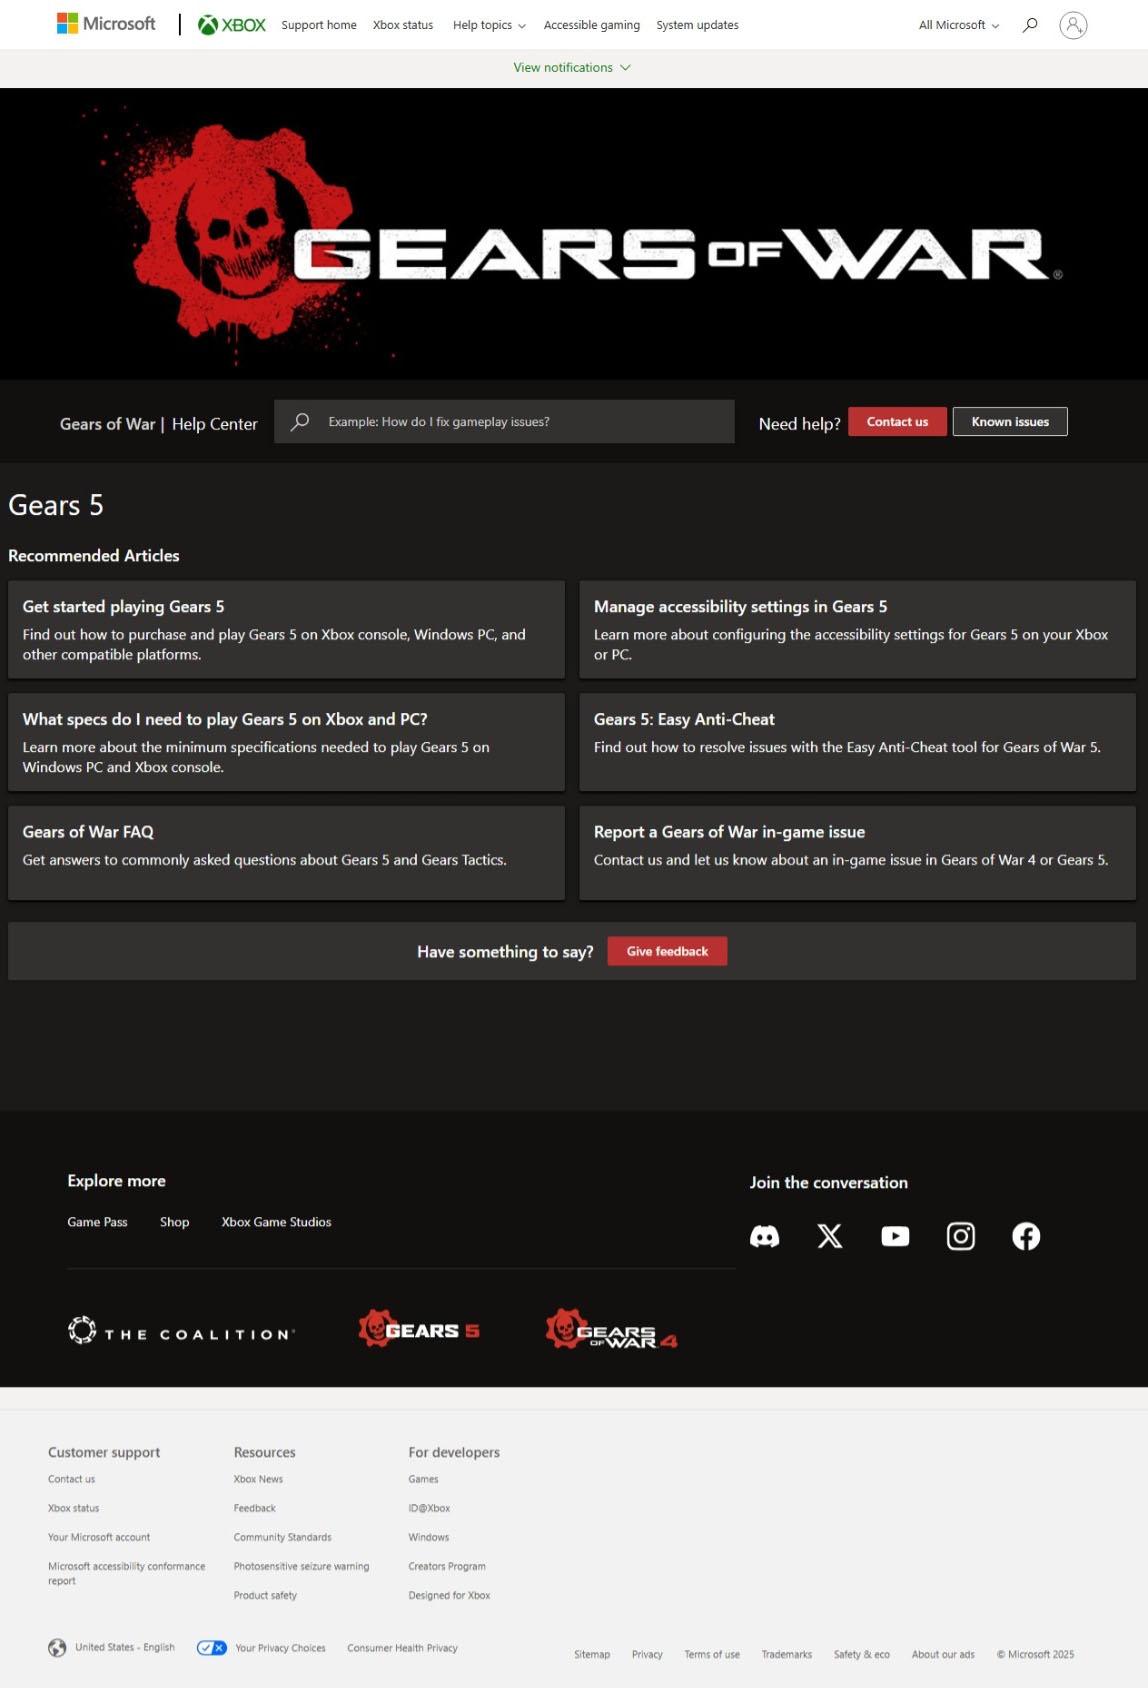 Microsoft
XBOX
Support home
Xbox status
Help topics
Accessible gaming
System updates
All Microsoft
View notifications
GEARS OF WAR®
Gears of War | Help Center
Example: How do I fix gameplay issues?
Need help?
Contact us
Known issues
Gears 5
Recommended Articles
Get started playing Gears 5
Find out how to purchase and play Gears 5 on Xbox console, Windows PC, and
other compatible platforms.
Manage accessibility settings in Gears 5
Learn more about configuring the accessibility settings for Gears 5 on your Xbox
or PC.
What specs do I need to play Gears 5 on Xbox and PC?
Learn more about the minimum specifications needed to play Gears 5 on
Windows PC and Xbox console.
Gears 5: Easy Anti-Cheat
Find out how to resolve issues with the Easy Anti-Cheat tool for Gears of War 5.
Gears of War FAQ
Get answers to commonly asked questions about Gears 5 and Gears Tactics.
Report a Gears of War in-game issue
Contact us and let us know about an in-game issue in Gears of War 4 or Gears 5.
Have something to say?
Give feedback
Explore more
Game Pass
Shop
Xbox Game Studios
Join the conversation
THE COALITION
GEARS 5
GEARS
OF WAR 4
Customer support
Contact us
Xbox status
Your Microsoft account
Microsoft accessibility conformance
report
Resources
Xbox News
Feedback
Community Standards
Photosensitive seizure warning
Product safety
For developers
Games
ID@Xbox
Windows
Creators Program
Designed for Xbox
United States - English
Your Privacy Choices
Consumer Health Privacy
Sitemap
Privacy
Terms of use
Trademarks
Safety & eco
About our ads
© Microsoft 2025